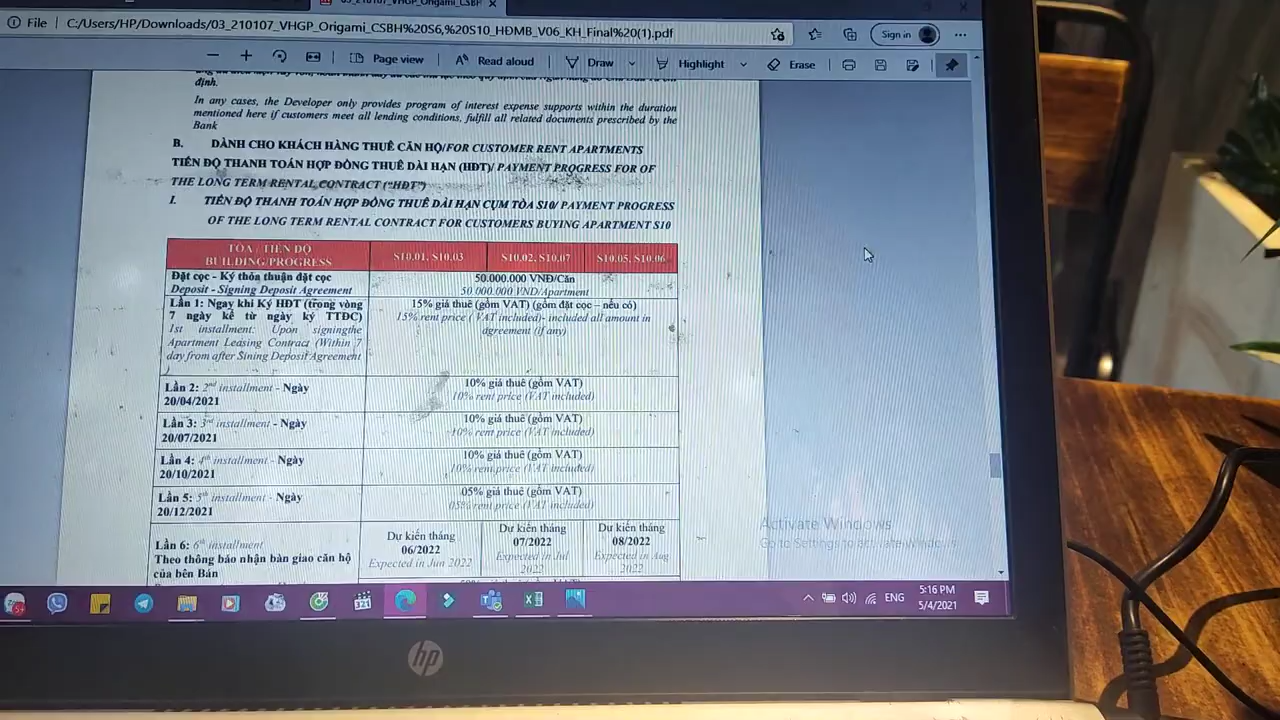 03_210107_VHGP_Origami_CSBH
File C:/Users/HP/Downloads/03_210107_VHGP_Origami_CSBH%20S6,%20S10_HĐMB_V06_KH_Final%20(1).pdf
Sign in
Page view Read aloud Draw Highlight Erase
định.
In any cases, the Developer only provides program of interest expense supports within the duration
mentioned here if customers meet all lending conditions, fulfill all related documents prescribed by the
Bank
B. DÀNH CHO KHÁCH HÀNG THUÊ CĂN HỘ/FOR CUSTOMER RENT APARTMENTS
TIẾN ĐỘ THANH TOÁN HỢP ĐỒNG THUÊ DÀI HẠN (HĐT)/ PAYMENT PROGRESS FOR OF
THE LONG TERM RENTAL CONTRACT ("HĐT")
I. TIẾN ĐỘ THANH TOÁN HỢP ĐỒNG THUÊ DÀI HẠN CỤM TÒA S10/ PAYMENT PROGRESS
OF THE LONG TERM RENTAL CONTRACT FOR CUSTOMERS BUYING APARTMENT S10
TÒA / TIẾN ĐỘ
BUILDING/PROGRESS
S10.01, S10.03
S10.02, S10.07
S10.05, S10.06
Đặt cọc - Ký thỏa thuận đặt cọc
Deposit - Signing Deposit Agreement
50.000.000 VNĐ/Căn
50.000.000 VND/Apartment
Lần 1: Ngay khi Ký HĐT (trong vòng
7 ngày kể từ ngày ký TTĐC)
1st installment: Upon signingthe
Apartment Leasing Contract (Within 7
day from after Sining Deposit Agreement
)
15% giá thuê (gồm VAT) (gồm đặt cọc – nếu có)
15% rent price ( VAT included)- included all amount in
agreement (if any)
Lần 2: 2nd installment - Ngày
20/04/2021
10% giá thuê (gồm VAT)
10% rent price (VAT included)
Lần 3: 3rd installment - Ngày
20/07/2021
10% giá thuê (gồm VAT)
10% rent price (VAT included)
Lần 4: 4th installment - Ngày
20/10/2021
10% giá thuê (gồm VAT)
10% rent price (VAT included)
Lần 5: 5th installment - Ngày
20/12/2021
05% giá thuê (gồm VAT)
05% rent price (VAT included)
Lần 6: 6th installment
Theo thông báo nhận bàn giao căn hộ
của bên Bán
Dự kiến tháng
06/2022
Expected in Jun 2022
Dự kiến tháng
07/2022
Expected in Jul
2022
Dự kiến tháng
08/2022
Expected in Aug
2022
Activate Windows
Go to Settings to activate Windows.
5+
321
ENG
5:16 PM
5/4/2021
hp